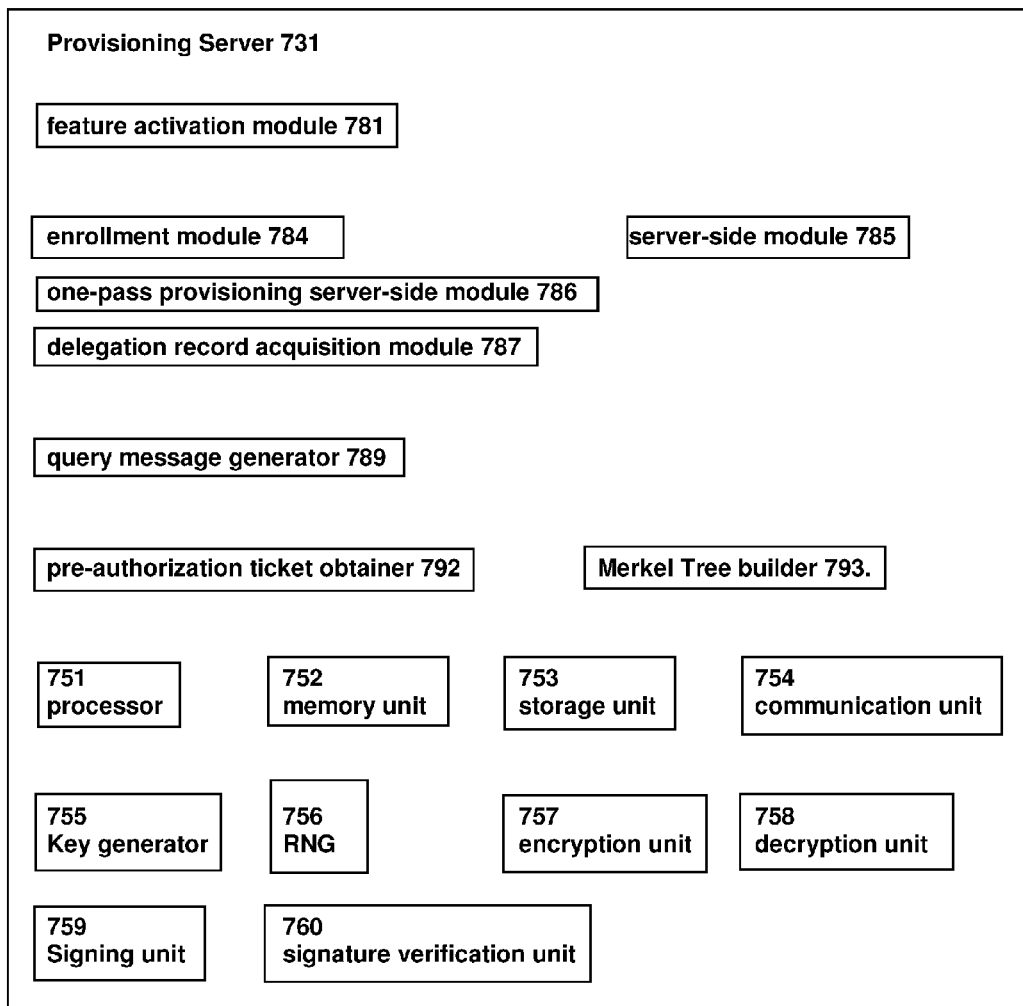 Provisioning Server 731
feature activation module 781
enrollment module 784
server-side module 785
one-pass provisioning server-side module 786
delegation record acquisition module 787
query message generator 789
pre-authorization ticket obtainer 792
Merkel Tree builder 793.
751
processor
752
memory unit
753
storage unit
754
communication unit
755
Key generator
756
RNG
757
encryption unit
758
decryption unit
759
Signing unit
760
signature verification unit